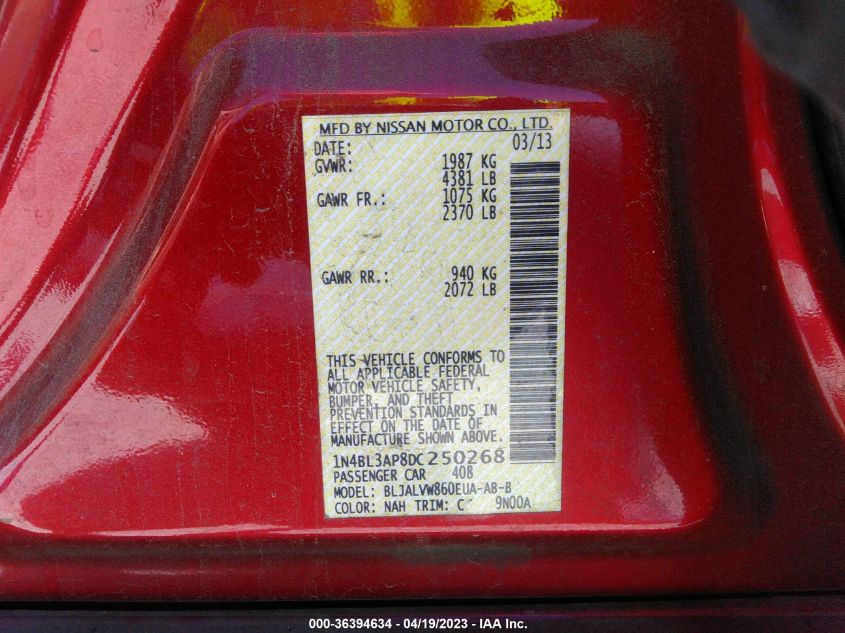 MFD BY NISSAN MOTOR CO., LTD.
DATE: 03/13
GVWR: 1987 KG
4381 LB
GAWR FR.: 1075 KG
2370 LB
GAWR RR.: 940 KG
2072 LB
THIS VEHICLE CONFORMS TO
ALL APPLICABLE FEDERAL
MOTOR VEHICLE SAFETY,
BUMPER, AND THEFT
PREVENTION STANDARDS IN
EFFECT ON THE DATE OF
MANUFACTURE SHOWN ABOVE.
1N4BL3AP8DC250268
PASSENGER CAR 408
MODEL: BLJALVW860EUA-AB-B
COLOR: NAH TRIM: C 9N00A
000-36394634 - 04/19/2023 - IAA Inc.